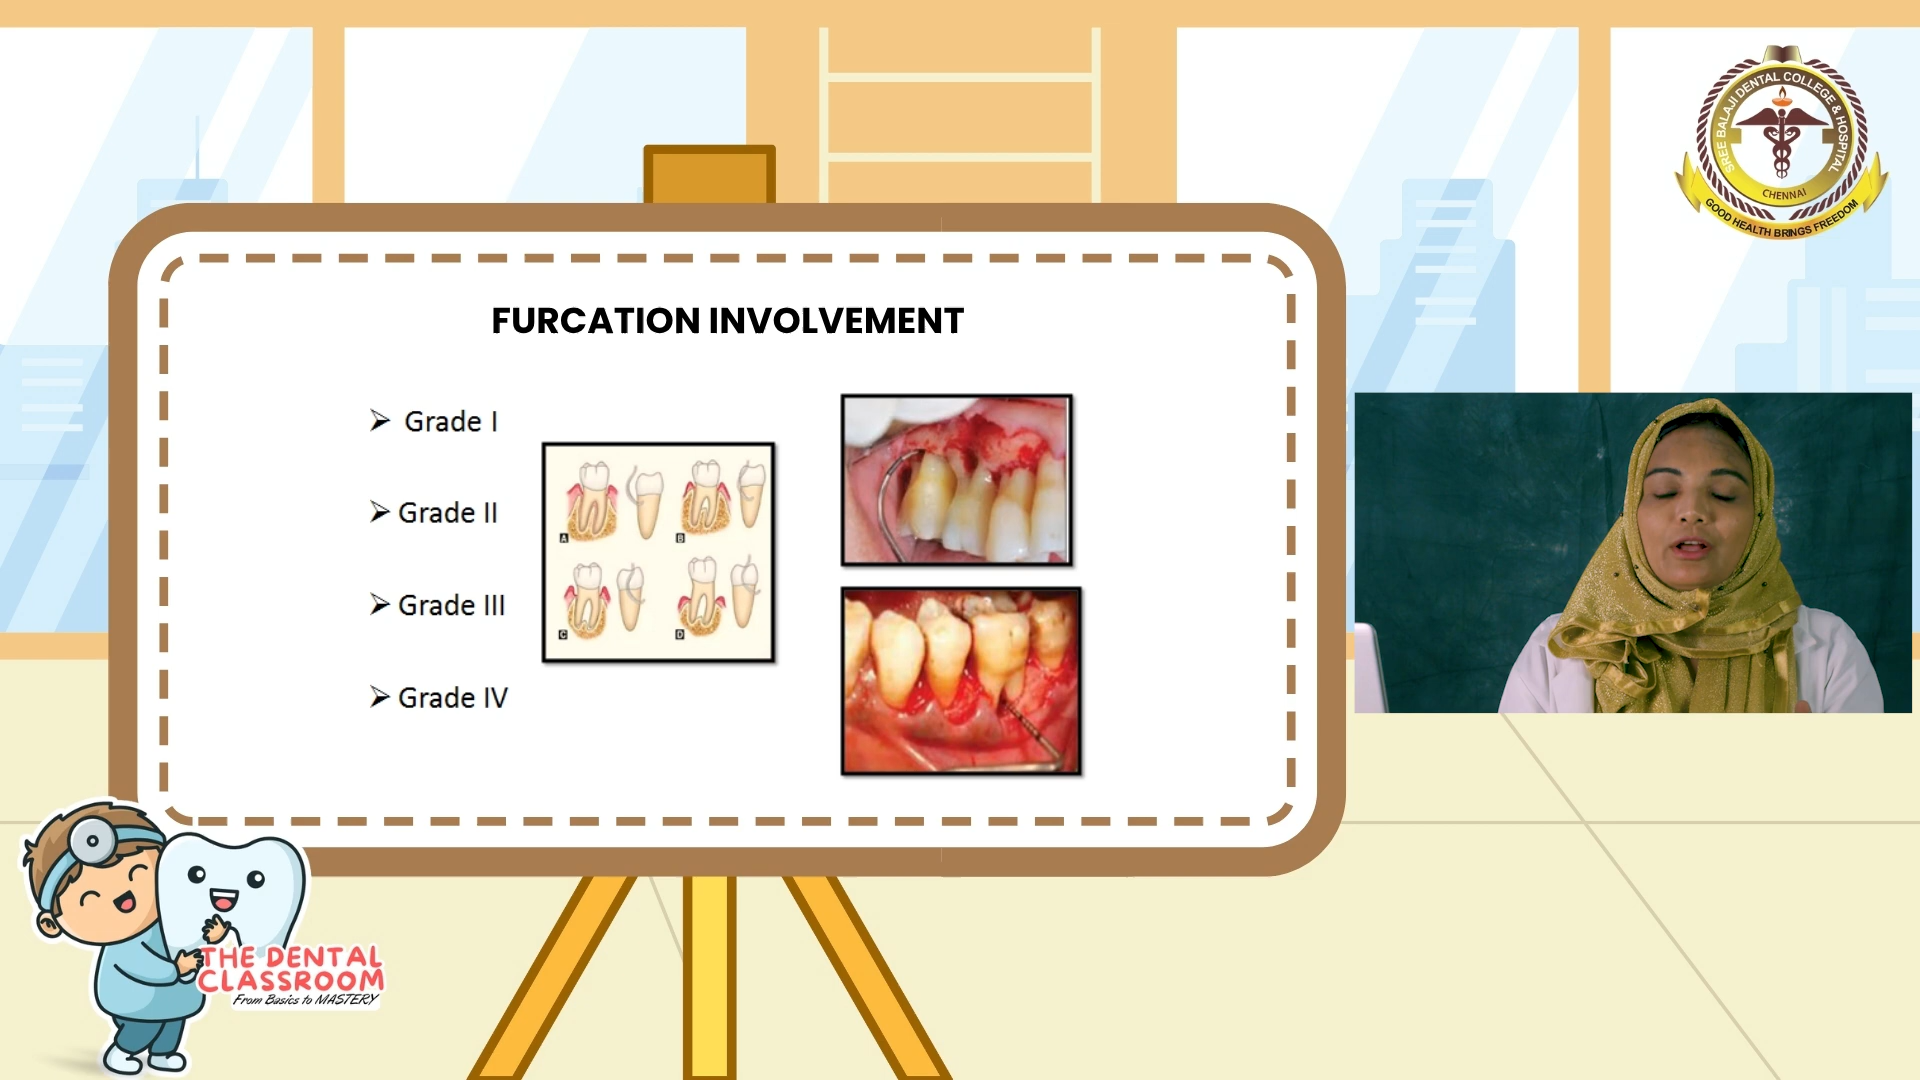 SREE BALAJI DENTAL COLLEGE & HOSPITAL
CHENNAI
GOOD HEALTH BRINGS FREEDOM
FURCATION INVOLVEMENT
➢ Grade I
➢ Grade II
➢ Grade III
➢ Grade IV
A
B
C
D
THE DENTAL
CLASSROOM
From Basics to MASTERY